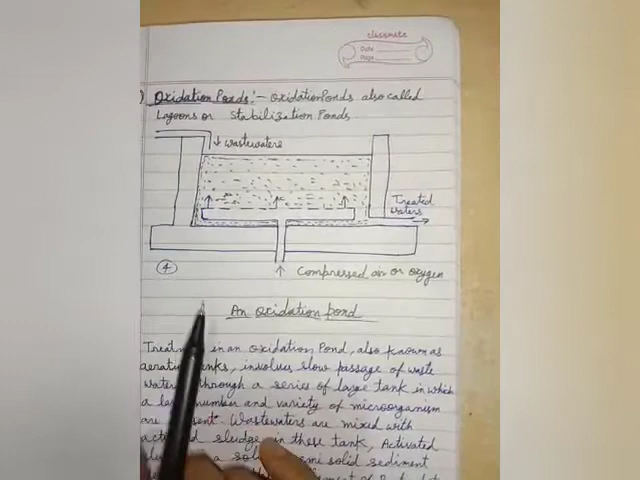 classmate
Date
Page
) Oxidation Ponds:- Oxidation Ponds also called
Lagoons or Stabilization Ponds.
↓ wastewaters
Treated
waters
→
4
↑ Compressed air or oxygen
An oxidation pond
in an oxidation Pond, also known as
tanks, involves slow passage of waste
through a series of large tank in which
a number and variety of microorganism
are Wastewaters are mixed with
sludge in these tank, Activated
a semi solid sediment